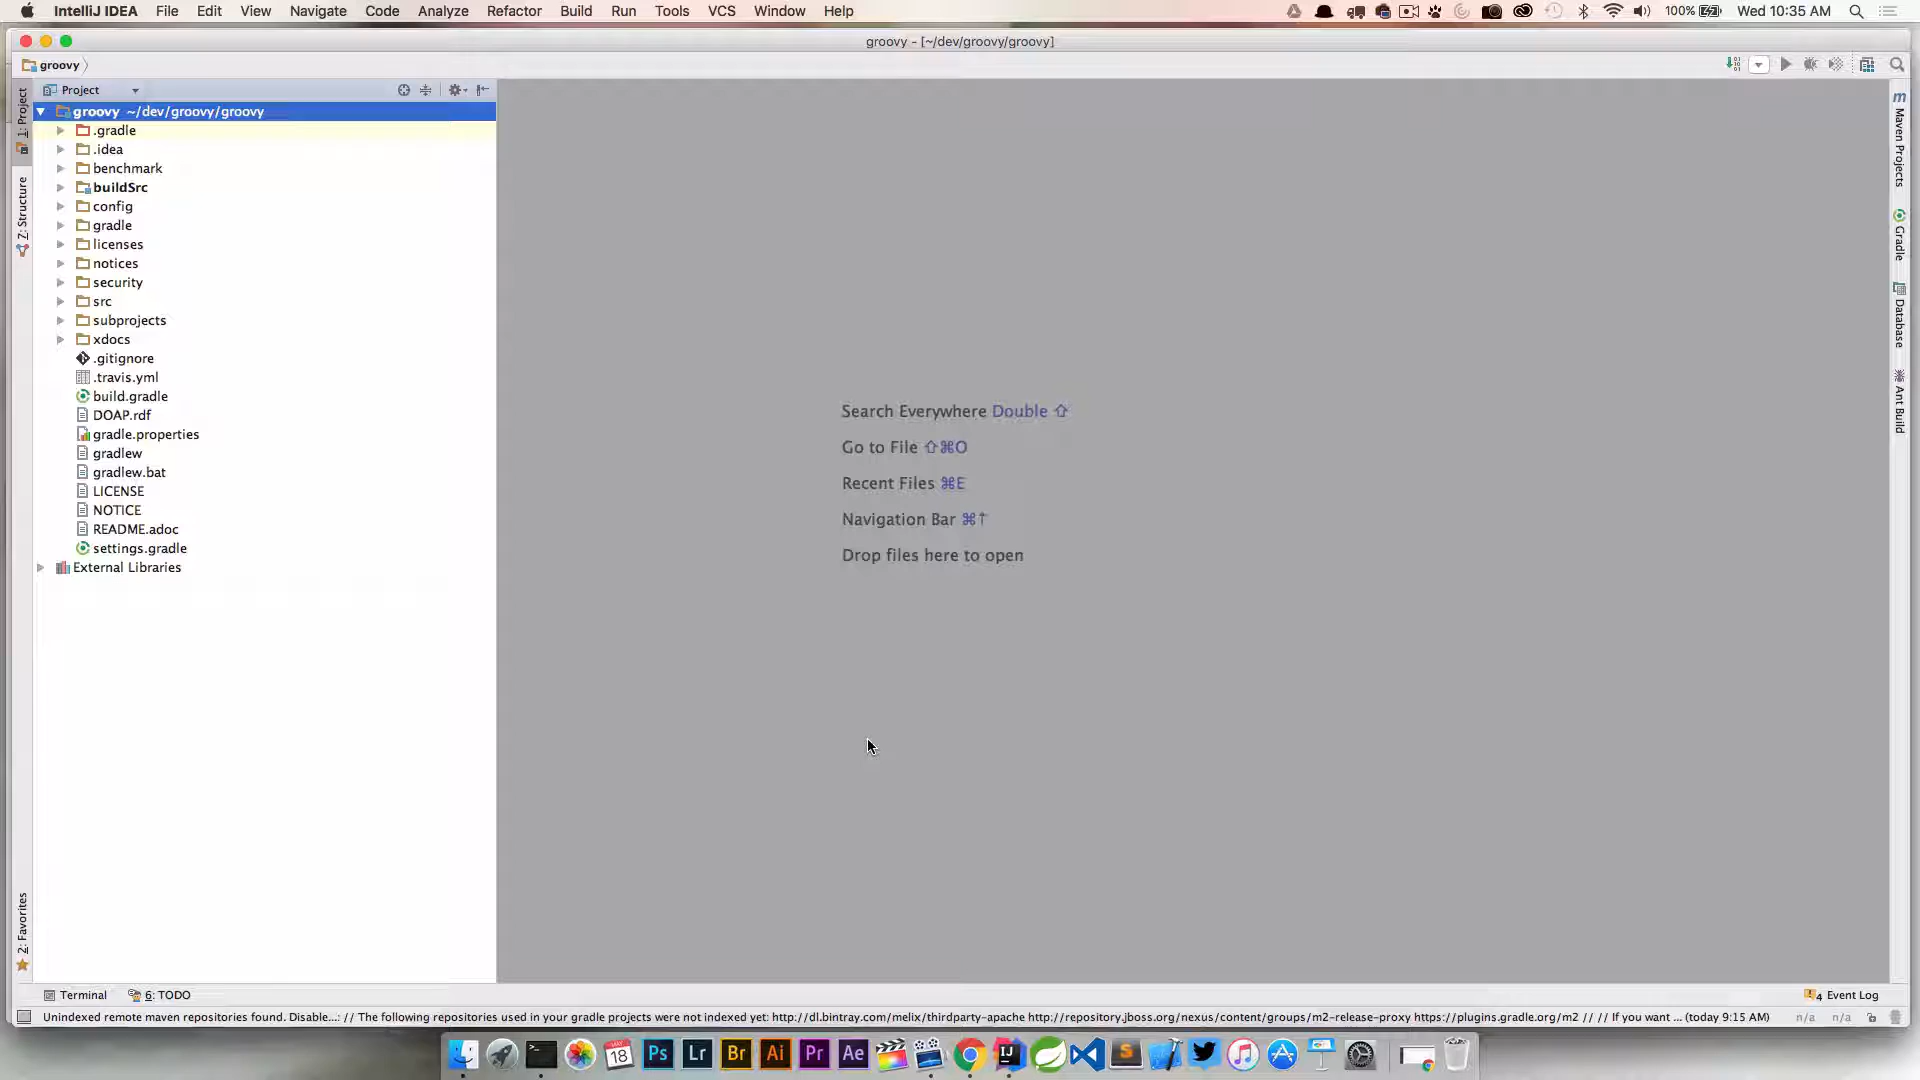 IntelliJ IDEA File Edit View Navigate Code Analyze Refactor Build Run Tools VCS Window Help 100% Wed 10:35 AM
groovy - [~/dev/groovy/groovy]
groovy
Project
groovy ~/dev/groovy/groovy
.gradle
.idea
benchmark
buildSrc
config
gradle
licenses
notices
security
src
subprojects
xdocs
.gitignore
.travis.yml
build.gradle
DOAP.rdf
gradle.properties
gradlew
gradlew.bat
LICENSE
NOTICE
README.adoc
settings.gradle
External Libraries
1: Project
Z: Structure
2: Favorites
Search Everywhere Double ⇧
Go to File ⇧⌘O
Recent Files ⌘E
Navigation Bar ⌘↑
Drop files here to open
m Maven Projects
Gradle
Database
Ant Build
Terminal 6: TODO 4 Event Log
Unindexed remote maven repositories found. Disable...: // The following repositories used in your gradle projects were not indexed yet: http://dl.bintray.com/melix/thirdparty-apache http://repository.jboss.org/nexus/content/groups/m2-release-proxy https://plugins.gradle.org/m2 // // If you want ... (today 9:15 AM) n/a n/a
18 Ps Lr Br Ai Pr Ae IJ S